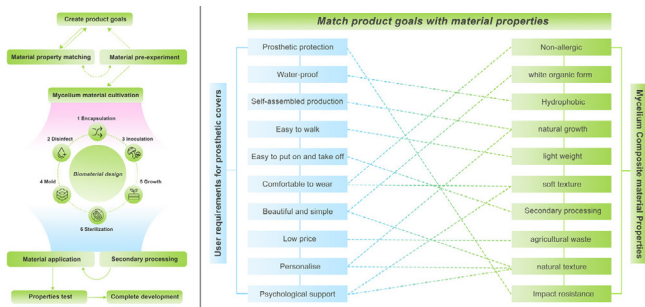 Create product goals
Material property matching
Material pre-experiment
Mycelium material cultivation
1 Encapsulation
2 Disinfect
3 Inoculation
Biometerial design
4 Mold
5 Growth
6 Sterilization
Material application
Secondary processing
Properties test
Complete development
Match product goals with material properties
User requirements for prosthetic covers
Prosthetic protection
Water-proof
Self-assembled production
Easy to walk
Easy to put on and take off
Comfortable to wear
Beautiful and simple
Low price
Personalise
Psychological support
Non-allergic
white organic form
Hydrophobic
natural growth
light weight
soft texture
Secondary processing
agricultural waste
natural texture
Impact resistance
Mycelium Composite material Properties